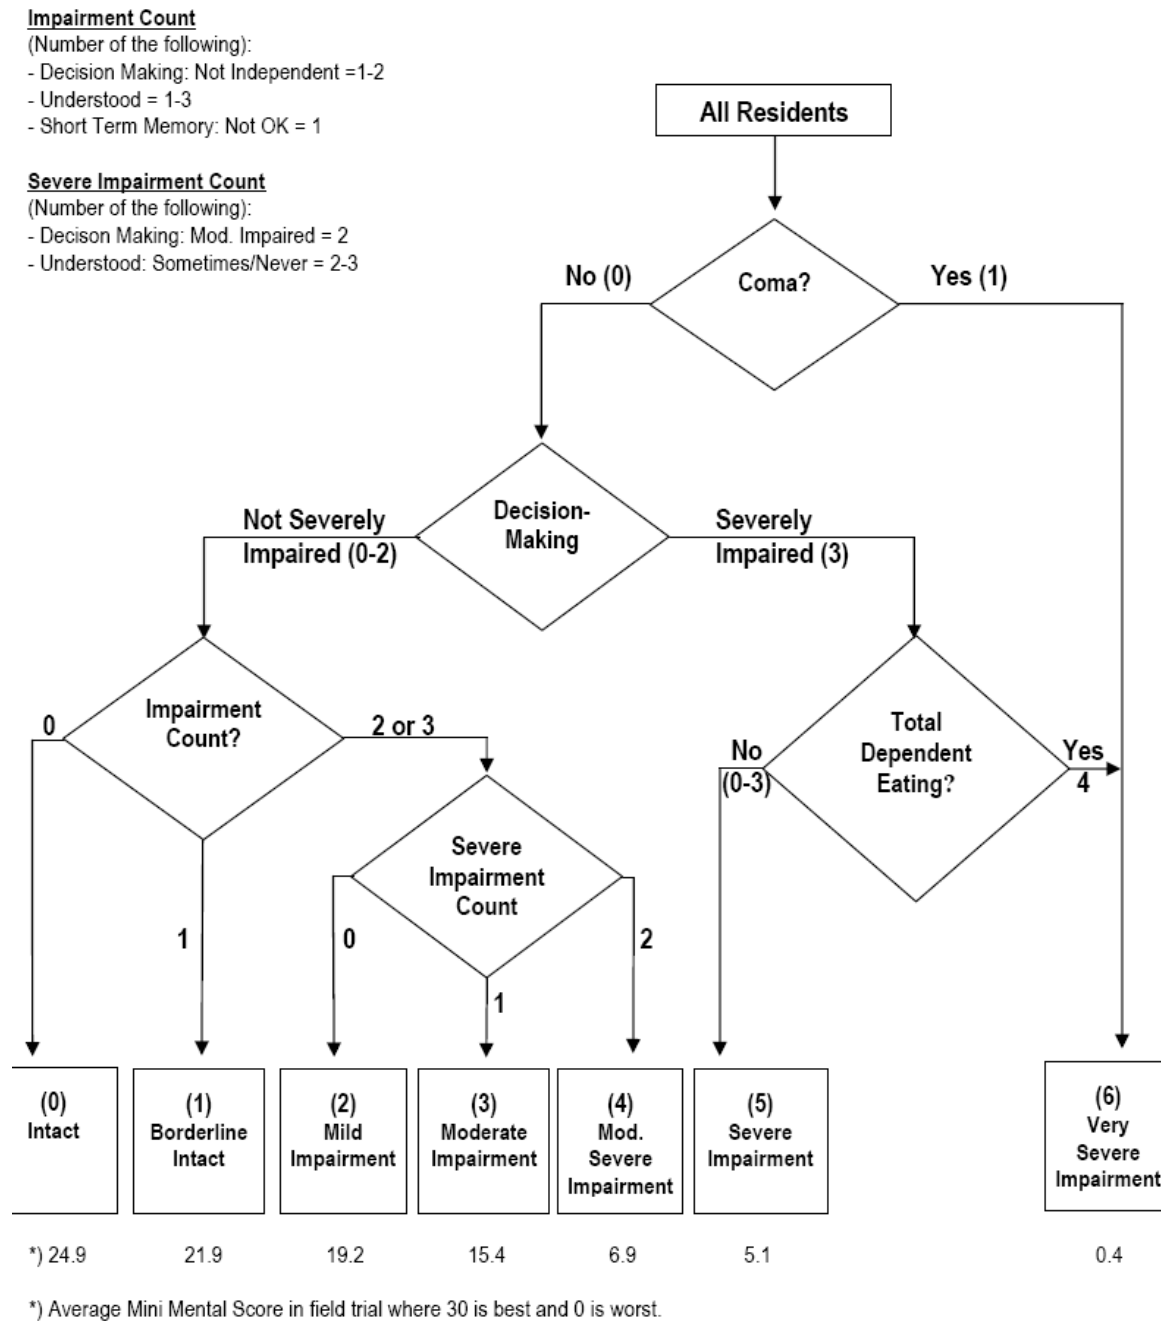 Impairment Count
(Number of the following):
- Decision Making: Not Independent =1-2
- Understood = 1-3
- Short Term Memory: Not OK = 1
Severe Impairment Count
(Number of the following):
- Decison Making: Mod. Impaired = 2
- Understood: Sometimes/Never = 2-3
All Residents
Coma?
No (0)
Yes (1)
Decision-
Making
Not Severely
Impaired (0-2)
Severely
Impaired (3)
Impairment
Count?
0
1
2 or 3
Severe
Impairment
Count
0
1
2
Total
Dependent
Eating?
No
(0-3)
Yes
4
(0)
Intact
(1)
Borderline
Intact
(2)
Mild
Impairment
(3)
Moderate
Impairment
(4)
Mod.
Severe
Impairment
(5)
Severe
Impairment
(6)
Very
Severe
Impairment
*) 24.9 21.9 19.2 15.4 6.9 5.1 0.4
*) Average Mini Mental Score in field trial where 30 is best and 0 is worst.